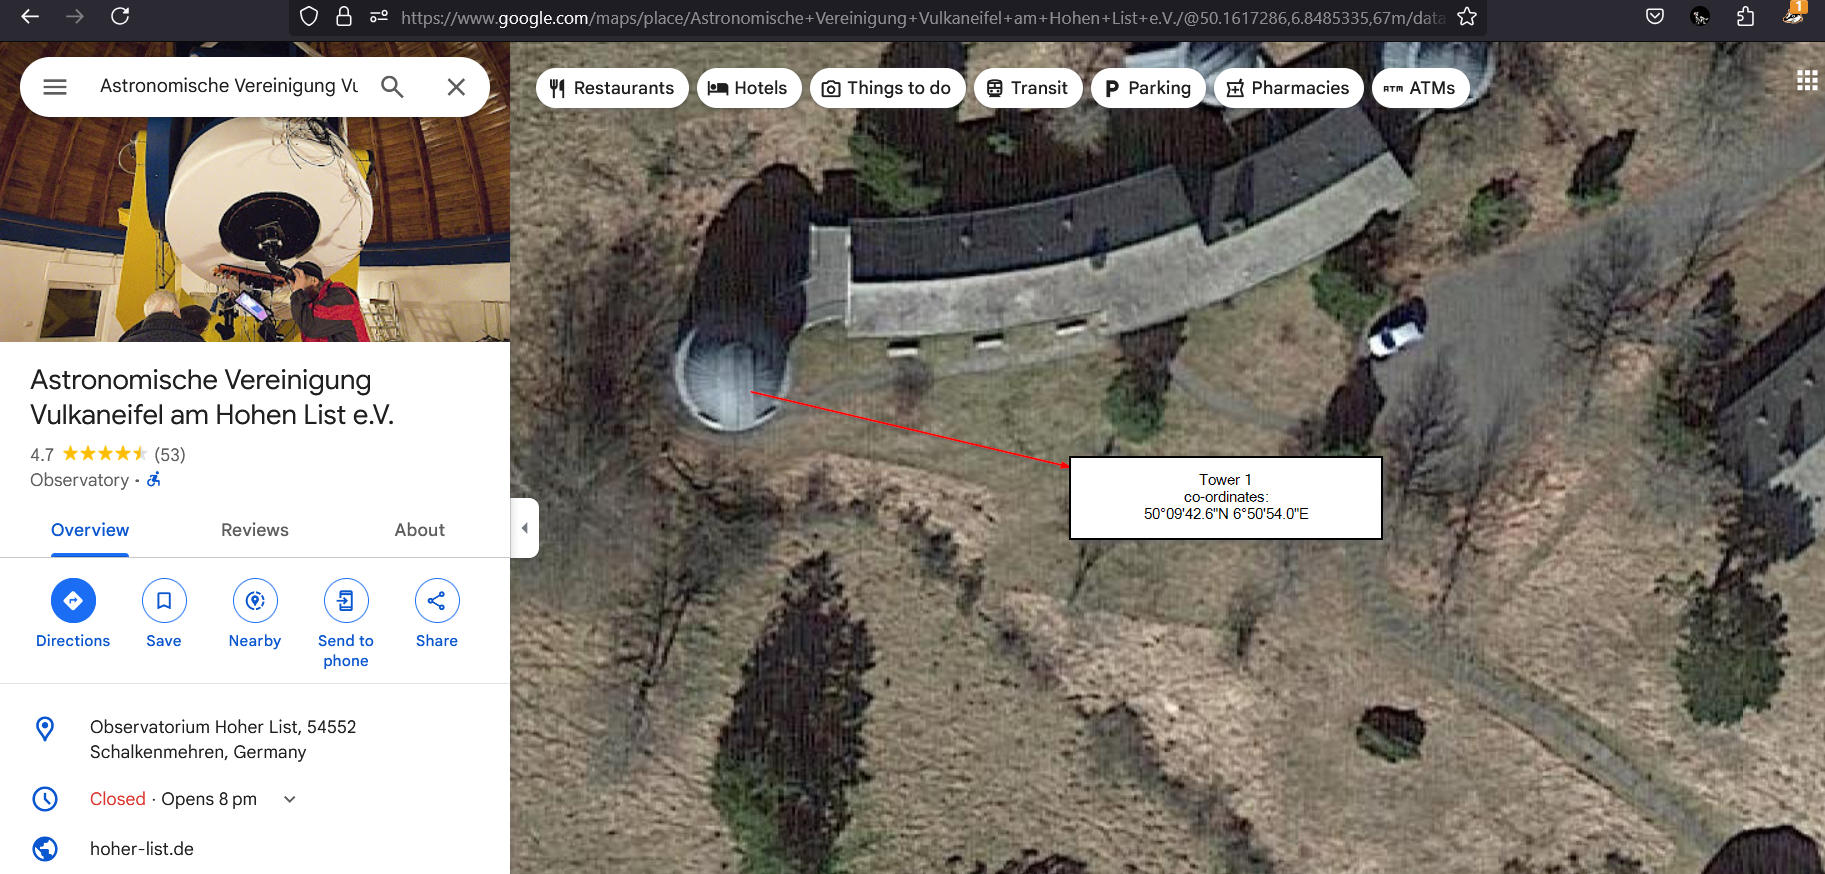 https://www.google.com/maps/place/Astronomische+Vereinigung+Vulkaneifel+am+Hohen+List+e.V./@50.1617286,6.8485335,67m/data
1
Astronomische Vereinigung Vu
Restaurants
Hotels
Things to do
Transit
Parking
Pharmacies
ATM ATMs
Astronomische Vereinigung
Vulkaneifel am Hohen List e.V.
4.7 (53)
Observatory ·
Overview
Reviews
About
Directions
Save
Nearby
Send to
phone
Share
Observatorium Hoher List, 54552
Schalkenmehren, Germany
Closed · Opens 8 pm
hoher-list.de
Tower 1
co-ordinates:
50°09'42.6"N 6°50'54.0"E